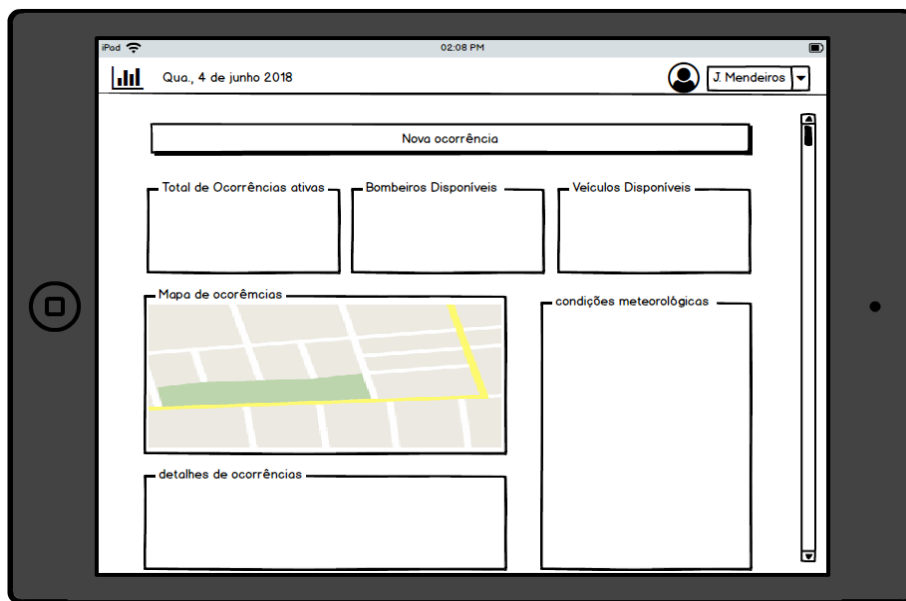 iPad
02:08 PM
Qua., 4 de junho 2018
J. Mendeiros
Nova ocorrência
Total de Ocorrências ativas
Bombeiros Disponíveis
Veículos Disponíveis
Mapa de ocorêmcias
condições meteorológicas
detalhes de ocorrências